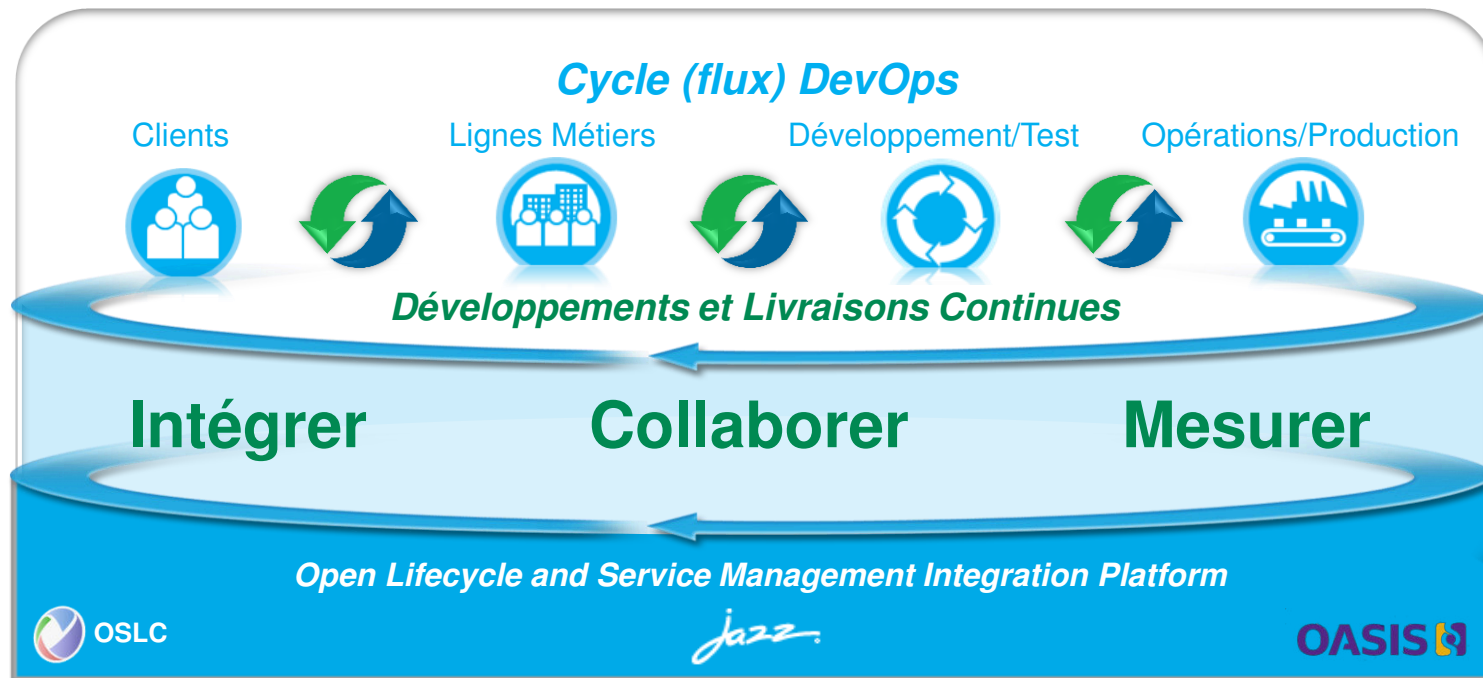 Cycle (flux) DevOps
Clients
Lignes Métiers
Développement/Test
Opérations/Production
Développements et Livraisons Continues
Intégrer
Collaborer
Mesurer
Open Lifecycle and Service Management Integration Platform
OSLC
jazz
OASIS